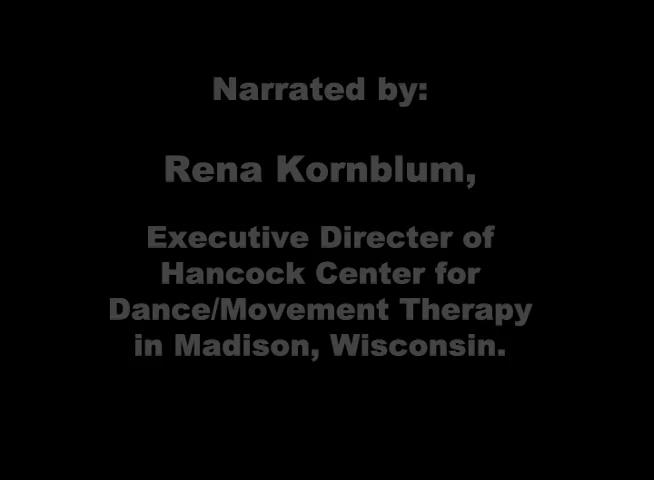 Narrated by:
Rena Kornblum,
Executive Directer of
Hancock Center for
Dance/Movement Therapy
in Madison, Wisconsin.